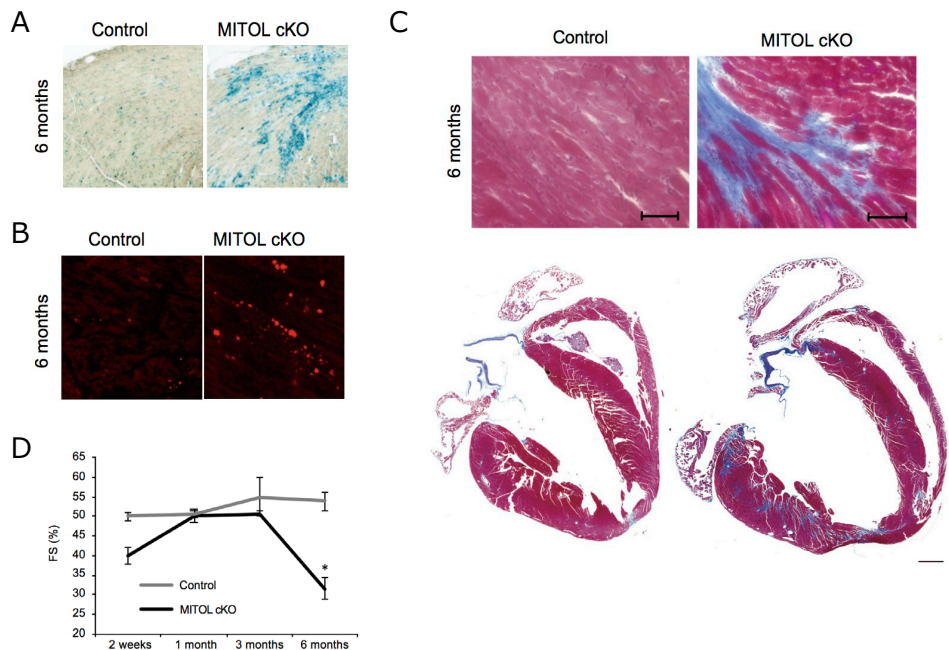 A
Control
MITOL cKO
6 months
B
Control
MITOL cKO
6 months
C
Control
MITOL cKO
6 months
D
65
60
55
50
45
40
35
30
25
20
FS (%)
*
Control
MITOL cKO
2 weeks
1 month
3 months
6 months